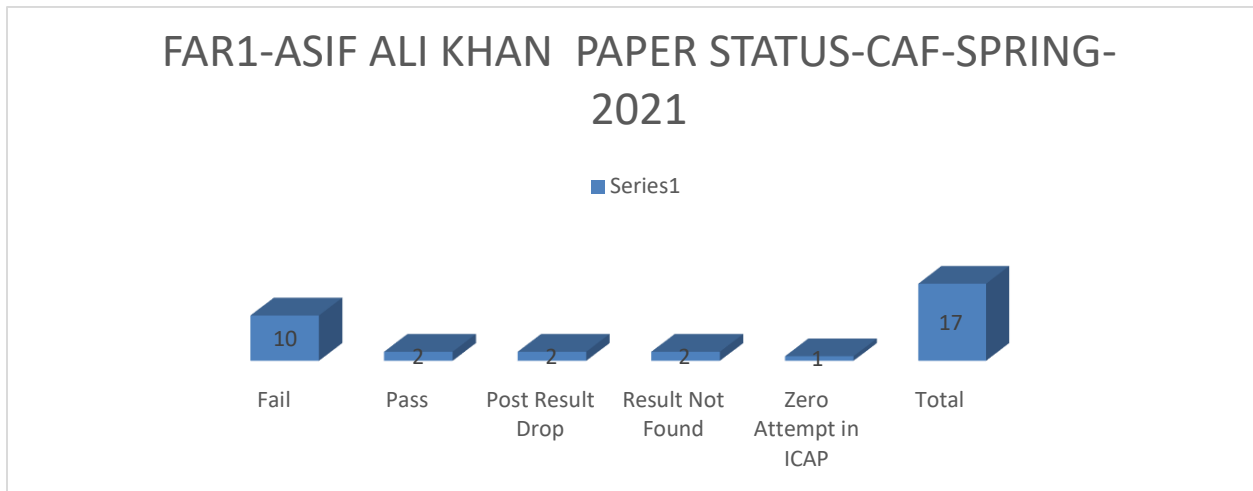 FAR1-ASIF ALI KHAN PAPER STATUS-CAF-SPRING-
2021
Series1
10
2
2
2
1
17
Fail
Pass
Post Result
Drop
Result Not
Found
Zero
Attempt in
ICAP
Total